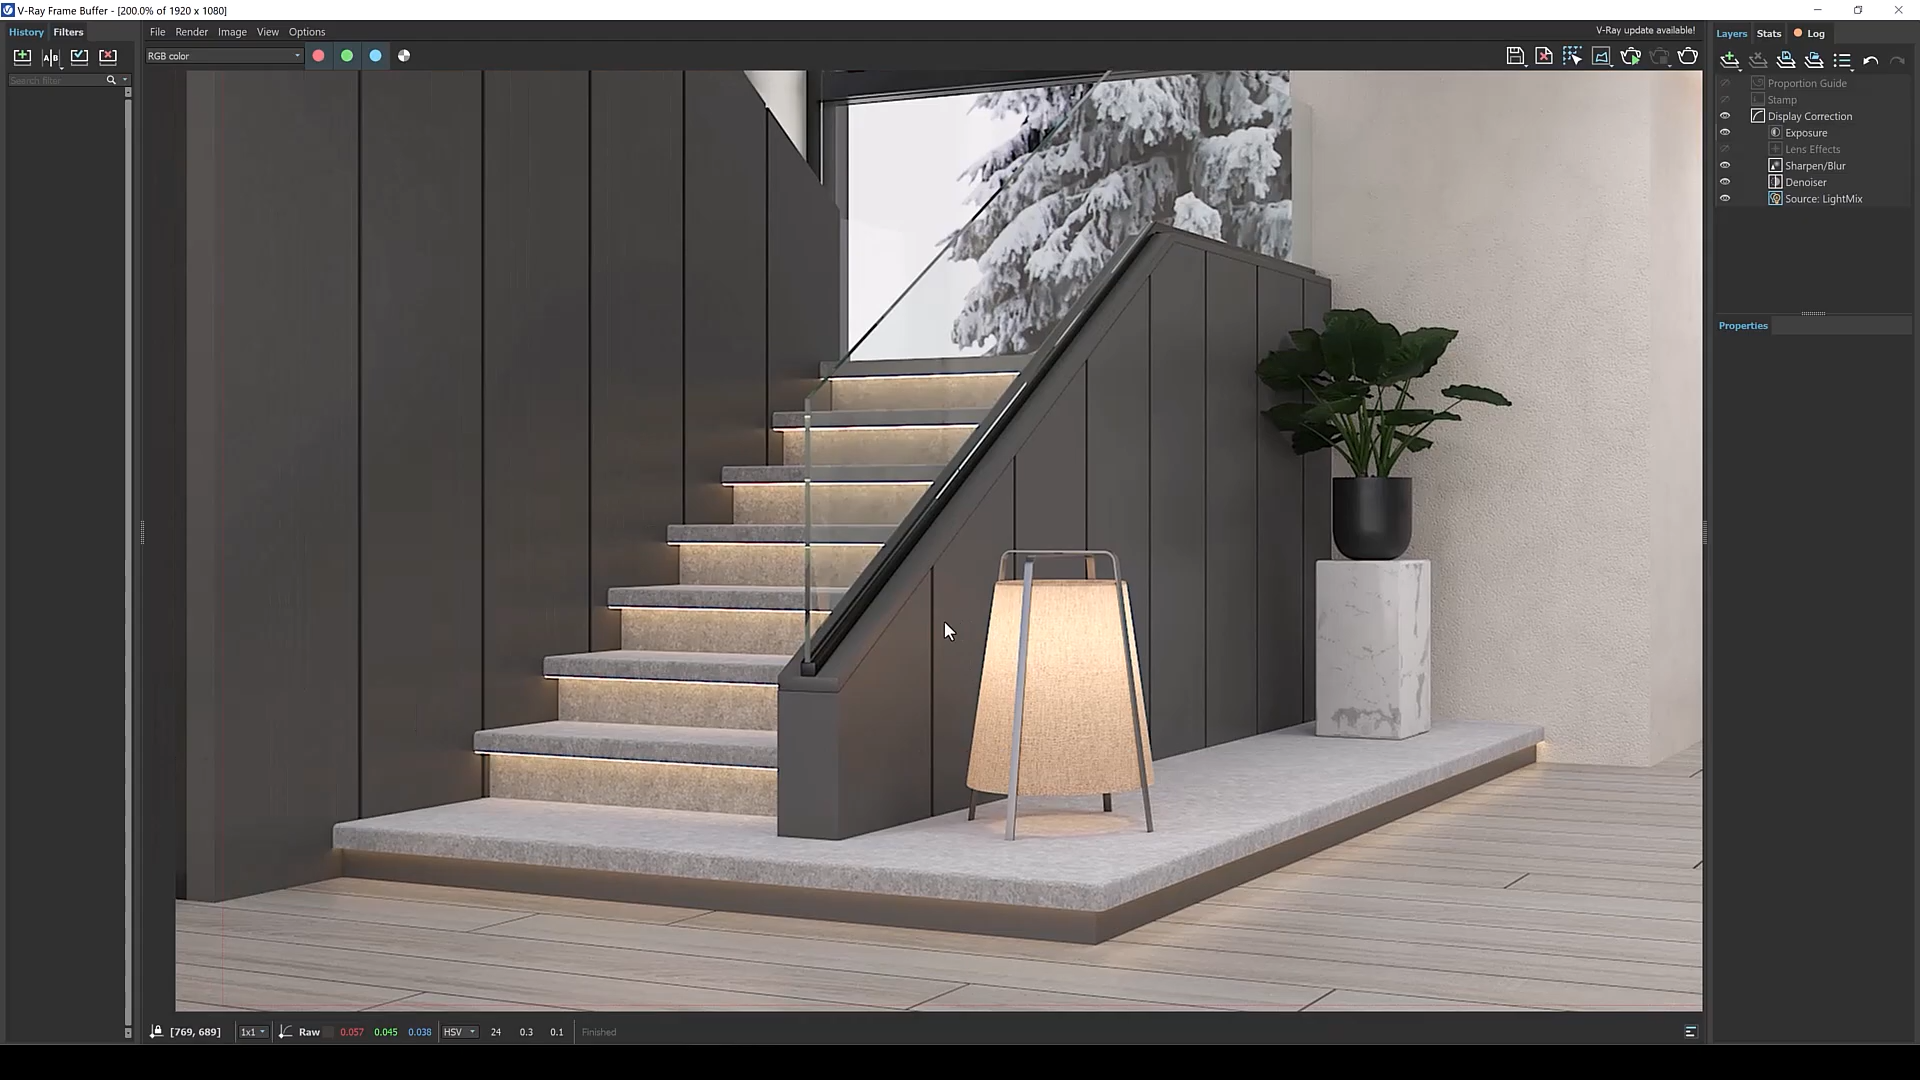 V-Ray Frame Buffer - [200.0% of 1920 x 1080]
History Filters
File Render Image View Options
V-Ray update available!
Layers Stats Log
RGB color
A B
Search filter
Proportion Guide
Stamp
Display Correction
Exposure
Lens Effects
Sharpen/Blur
Denoiser
Source: LightMix
Properties
[769, 689] 1x1 Raw 0.057 0.045 0.038 HSV 24 0.3 0.1 Finished